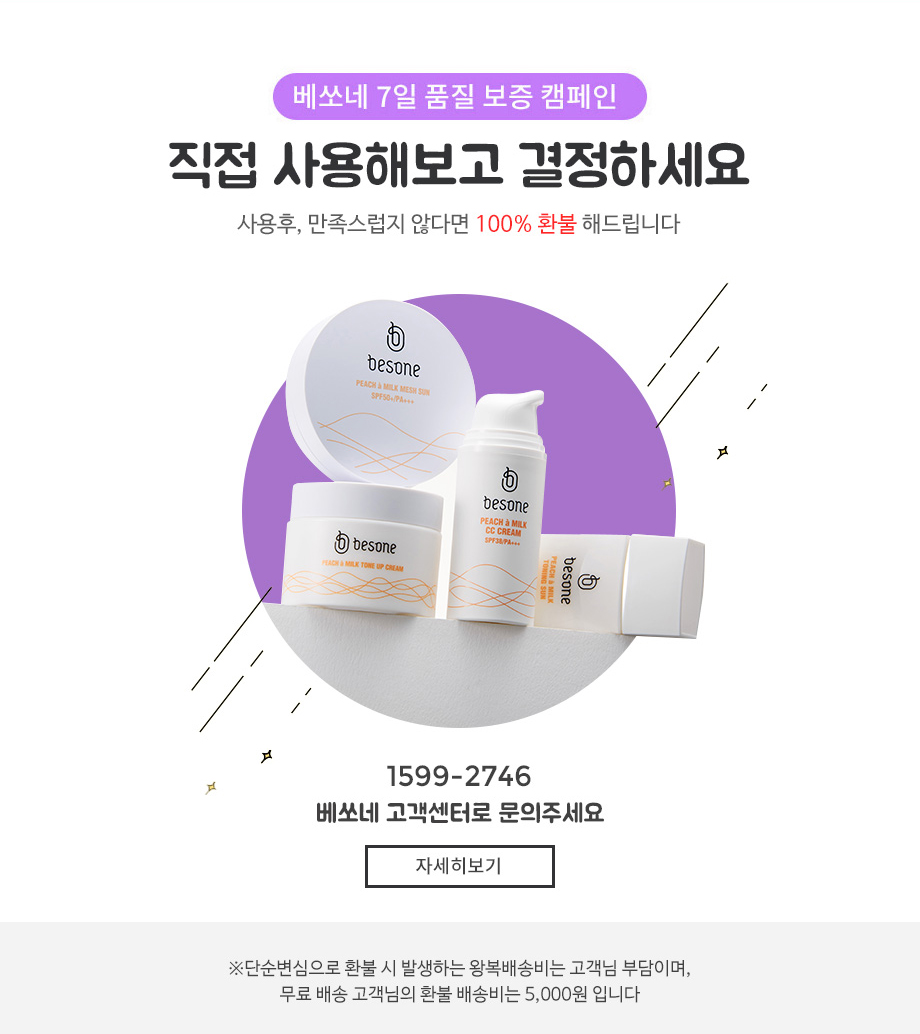 베쏘네 7일 품질 보증 캠페인
직접 사용해보고 결정하세요
사용후, 만족스럽지 않다면 100% 환불 해드립니다
besone
PEACH à MILK MESH SUN
SPF50+/PA+++
besone
PEACH à MILK
CC CREAM
SPF38/PA+++
besone
PEACH à MILK TONE UP CREAM
besone
PEACH à MILK
TONING SUN
1599-2746
베쏘네 고객센터로 문의주세요
자세히보기
※단순변심으로 환불 시 발생하는 왕복배송비는 고객님 부담이며,
무료 배송 고객님의 환불 배송비는 5,000원 입니다